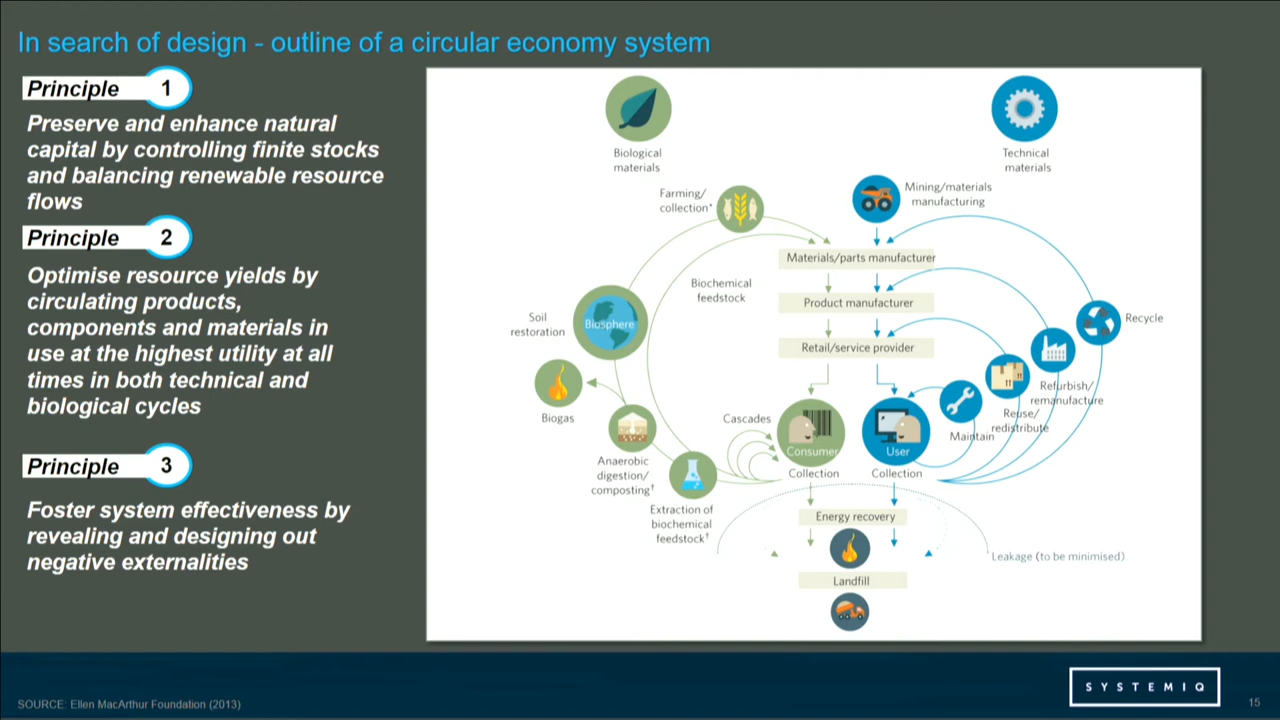 In search of design - outline of a circular economy system
Principle 1
Preserve and enhance natural
capital by controlling finite stocks
and balancing renewable resource
flows
Principle 2
Optimise resource yields by
circulating products,
components and materials in
use at the highest utility at all
times in both technical and
biological cycles
Principle 3
Foster system effectiveness by
revealing and designing out
negative externalities
Biological
materials
Technical
materials
Farming/
collection*
Mining/materials
manufacturing
Materials/parts manufacturer
Biochemical
feedstock
Product manufacturer
Soil
restoration
Biosphere
Recycle
Retail/service provider
Biogas
Refurbish/
remanufacture
Reuse/
redistribute
Maintain
Cascades
Consumer
User
Collection
Collection
Anaerobic
digestion/
composting†
Extraction of
biochemical
feedstock†
Energy recovery
Leakage (to be minimised)
Landfill
SYSTEMIQ
SOURCE: Ellen MacArthur Foundation (2013)
15